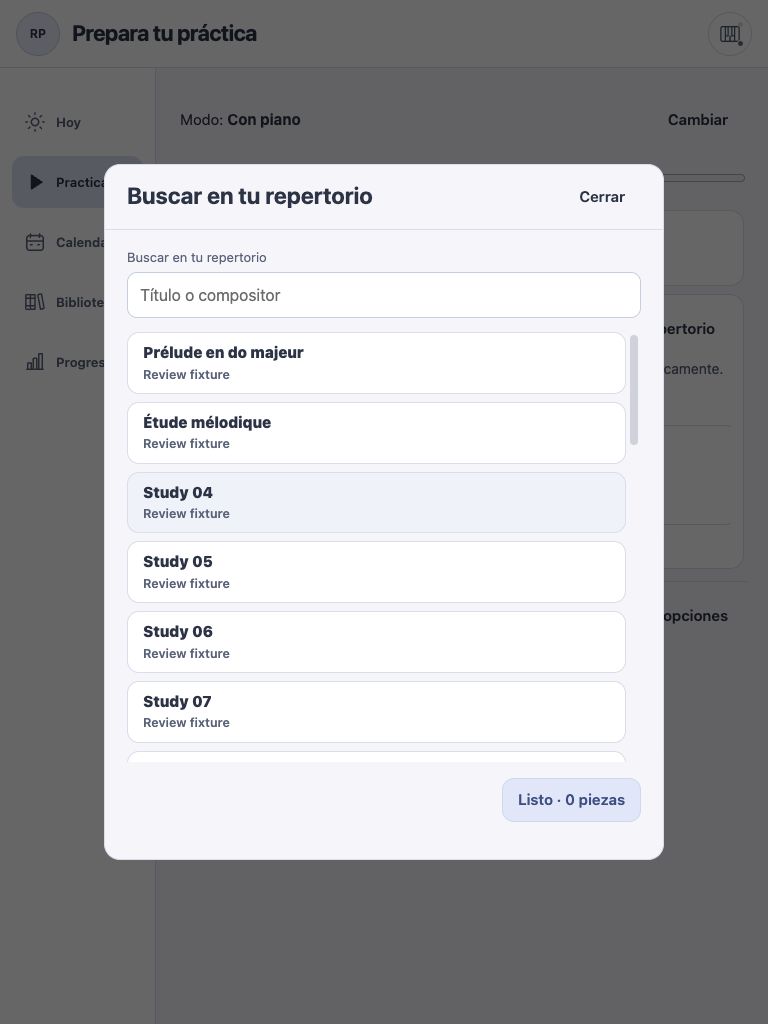 RP
Prepara tu práctica
Hoy
Modo: Con piano
Cambiar
Practica
Calenda
Bibliote
Progres
Buscar en tu repertorio
Cerrar
Buscar en tu repertorio
Título o compositor
Prélude en do majeur
Review fixture
Étude mélodique
Review fixture
Study 04
Review fixture
Study 05
Review fixture
Study 06
Review fixture
Study 07
Review fixture
Listo · 0 piezas
pertorio
camente.
opciones